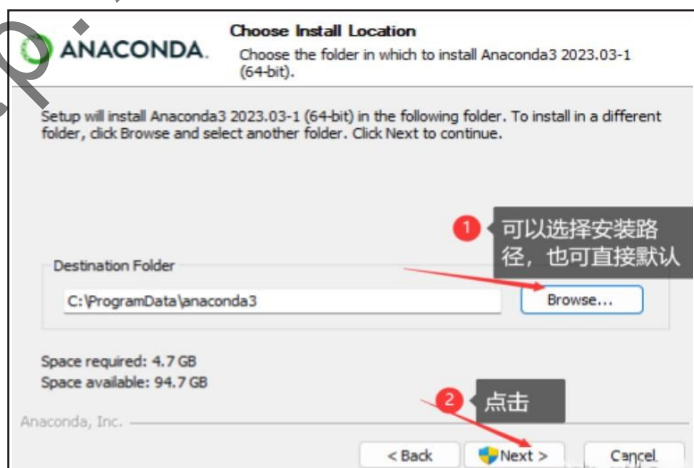 Choose Install Location
ANACONDA.
Choose the folder in which to install Anaconda3 2023.03-1
(64-bit).
Setup will install Anaconda3 2023.03-1 (64-bit) in the following folder. To install in a different
folder, click Browse and select another folder. Click Next to continue.
1 可以选择安装路
径，也可直接默认
Destination Folder
C:\ProgramData\anaconda3
Browse...
Space required: 4.7 GB
Space available: 94.7 GB
2 点击
Anaconda, Inc.
< Back
Next >
Cancel